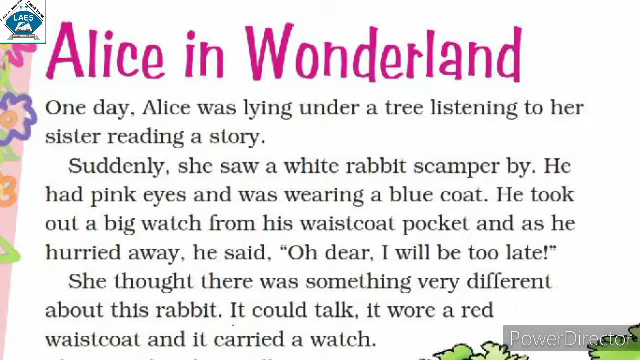 LAES
Alice in Wonderland
One day, Alice was lying under a tree listening to her
sister reading a story.
Suddenly, she saw a white rabbit scamper by. He
had pink eyes and was wearing a blue coat. He took
out a big watch from his waistcoat pocket and as he
hurried away, he said, “Oh dear, I will be too late!”
She thought there was something very different
about this rabbit. It could talk, it wore a red
waistcoat and it carried a watch.
PowerDirector